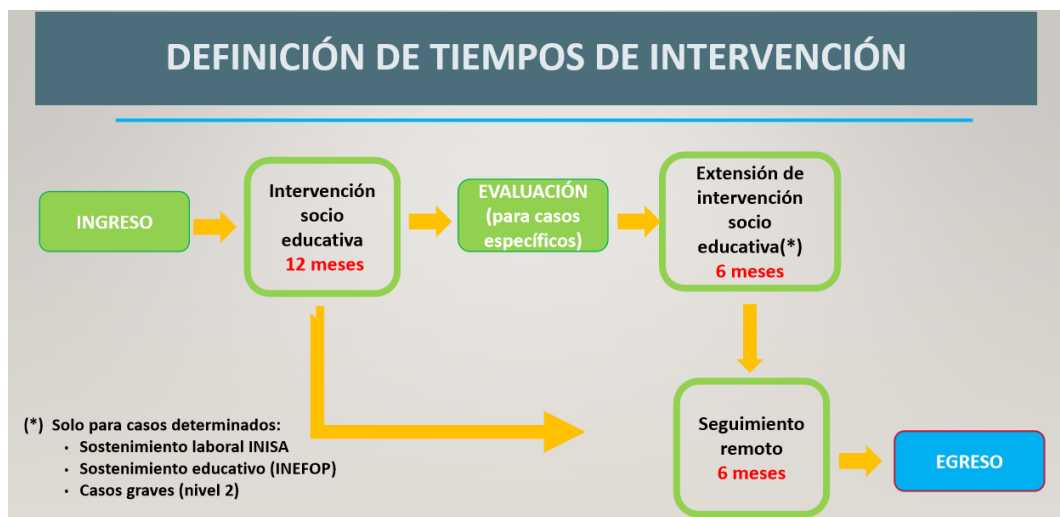 DEFINICIÓN DE TIEMPOS DE INTERVENCIÓN
INGRESO
Intervención
socio
educativa
12 meses
EVALUACIÓN
(para casos
específicos)
Extensión de
intervención
socio
educativa(*)
6 meses
Seguimiento
remoto
6 meses
EGRESO
(*) Solo para casos determinados:
• Sostenimiento laboral INISA
• Sostenimiento educativo (INEFOP)
• Casos graves (nivel 2)